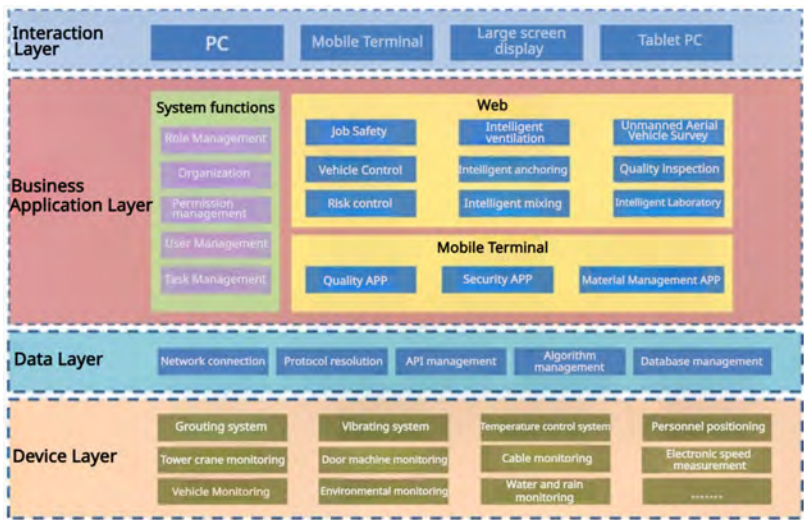 Interaction
Layer
PC
Mobile Terminal
Large screen
display
Tablet PC
Business
Application Layer
System functions
Role Management
Organization
Permission
management
User Management
Task Management
Web
Job Safety
Intelligent
ventilation
Unmanned Aerial
Vehicle Survey
Vehicle Control
Intelligent anchoring
Quality inspection
Risk control
Intelligent mixing
Intelligent Laboratory
Mobile Terminal
Quality APP
Security APP
Material Management APP
Data Layer
Network connection
Protocol resolution
API management
Algorithm
management
Database management
Device Layer
Grouting system
Vibrating system
Temperature control system
Personnel positioning
Tower crane monitoring
Door machine monitoring
Cable monitoring
Electronic speed
measurement
Vehicle Monitoring
Environmental monitoring
Water and rain
monitoring
.......